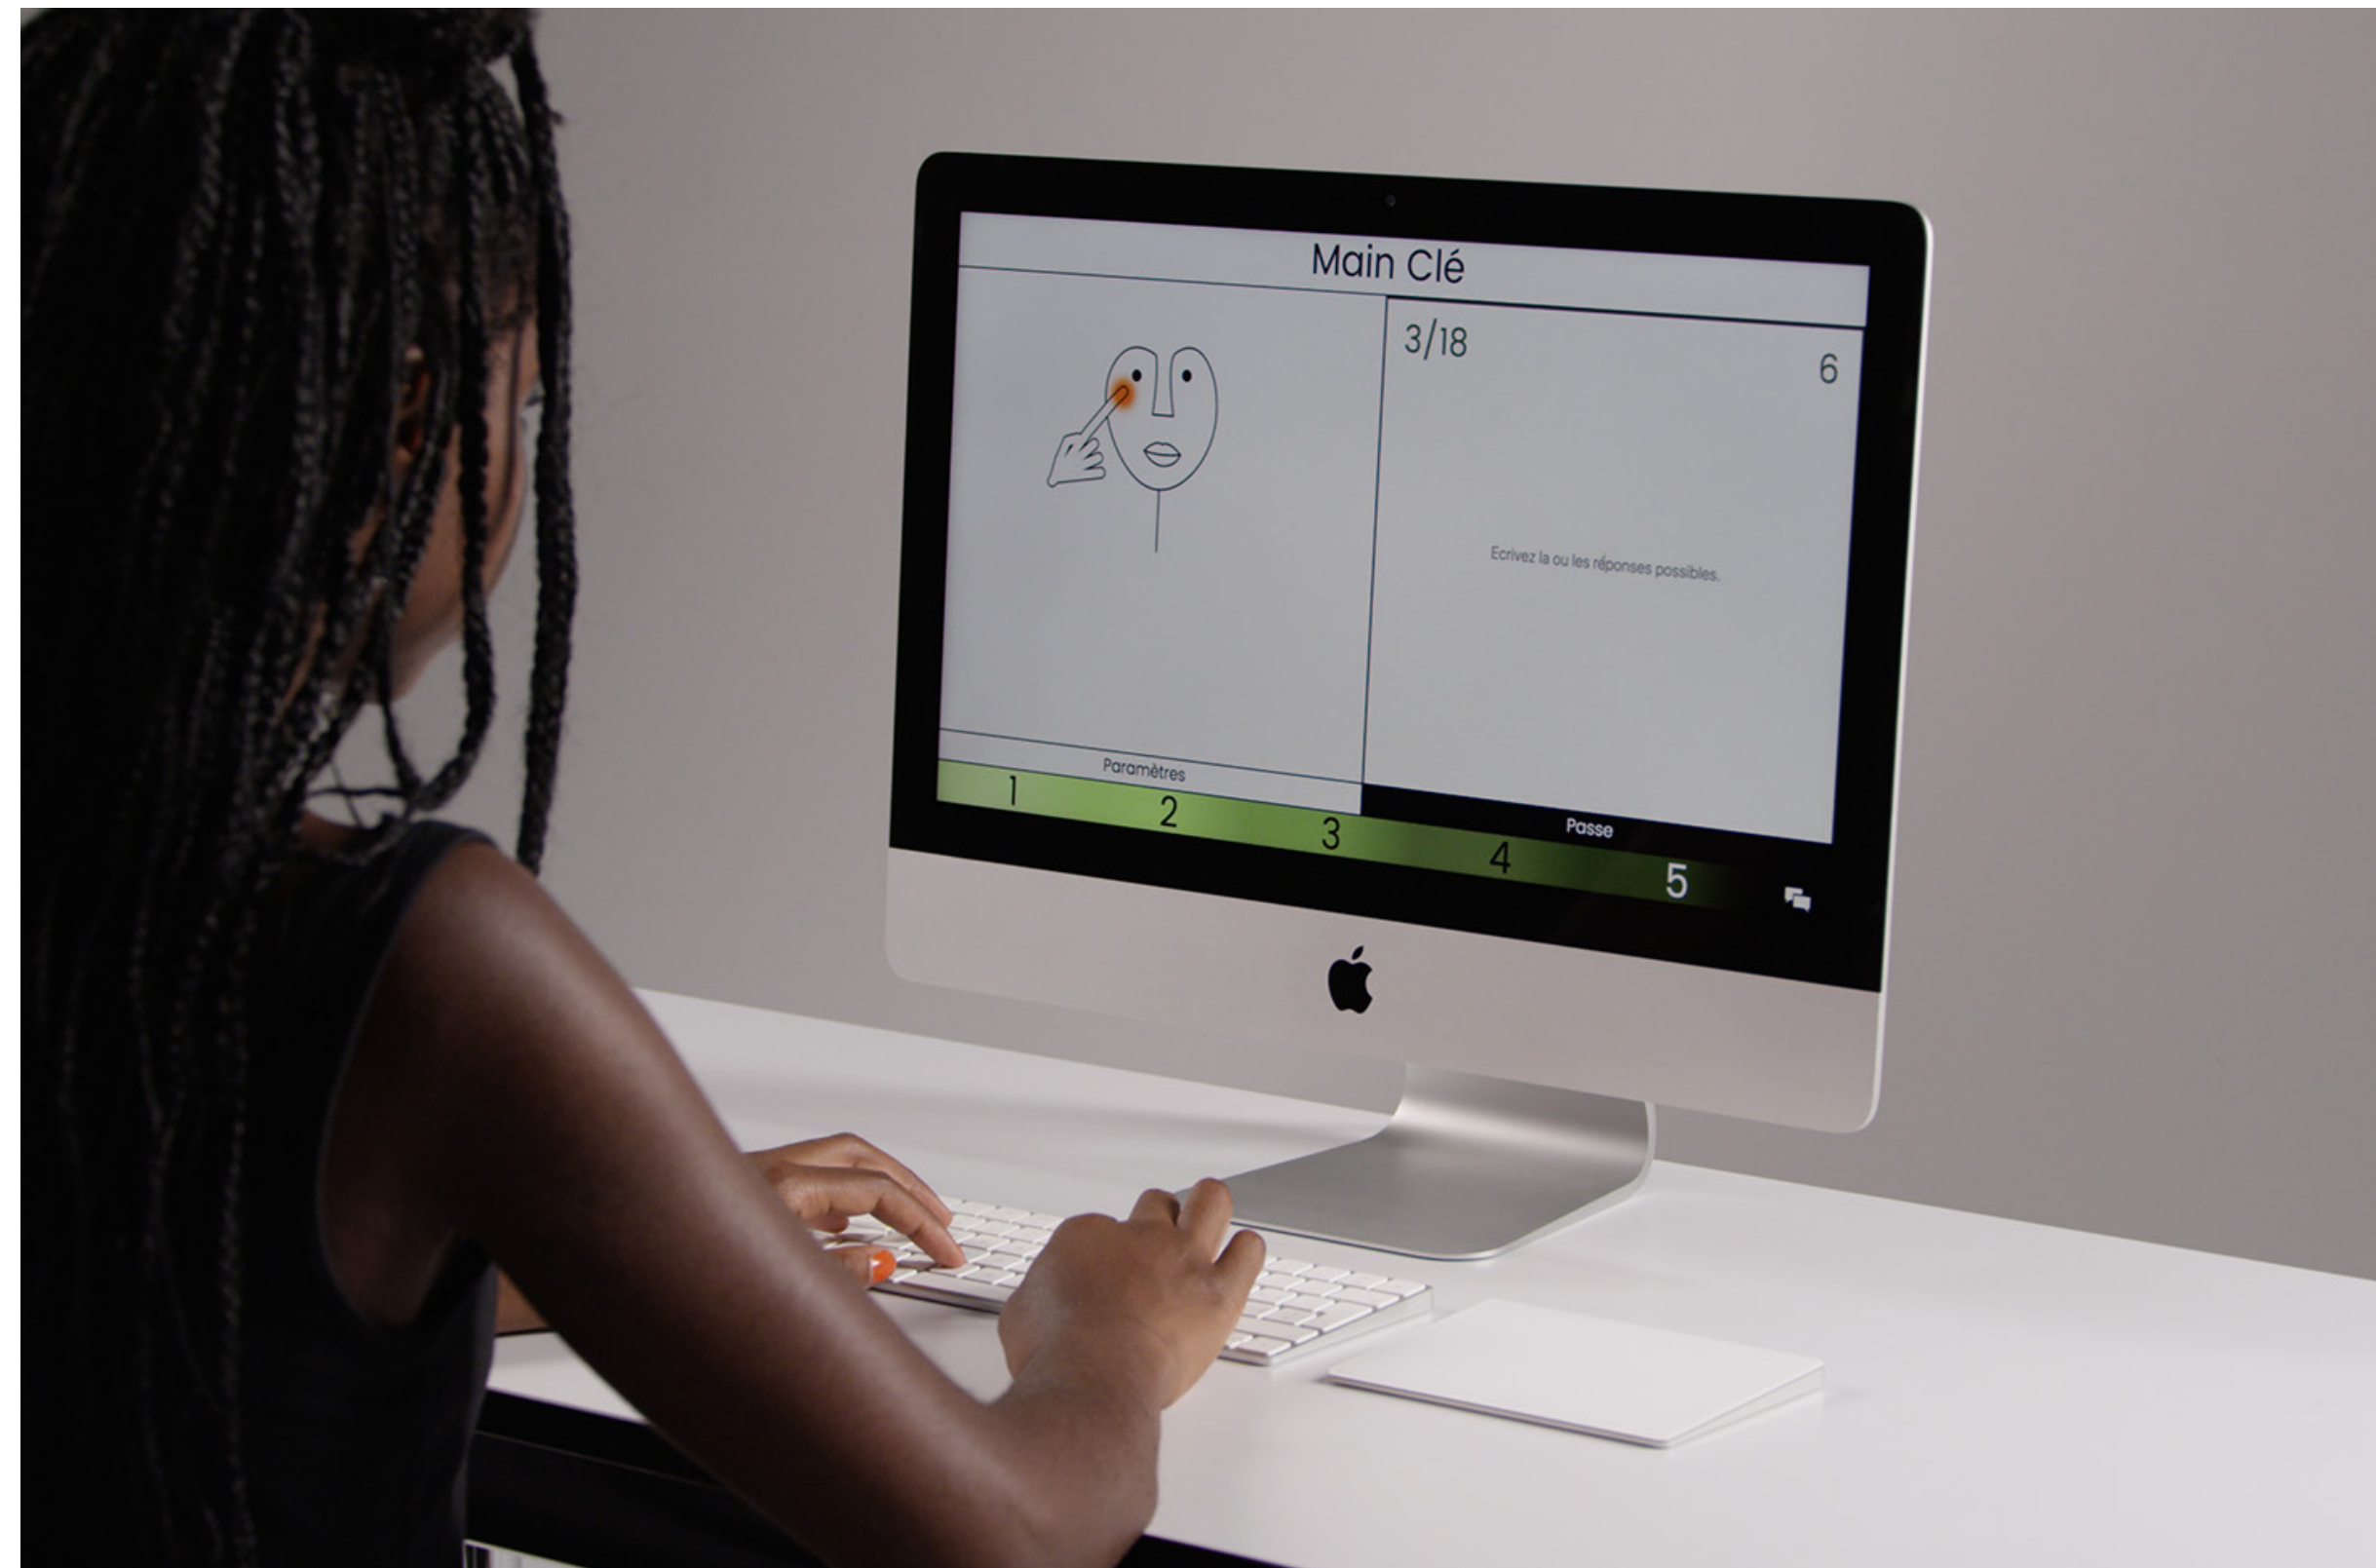 Main Clé
3/18
6
Ecrivez la ou les réponses possibles.
Paramètres
Passe
1
2
3
4
5